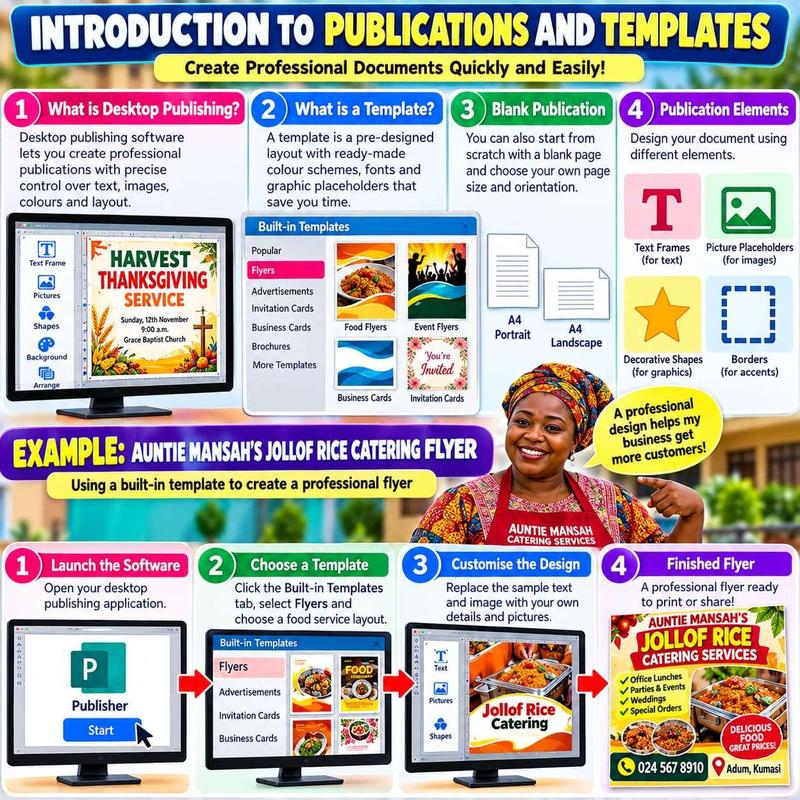 INTRODUCTION TO PUBLICATIONS AND TEMPLATES
Create Professional Documents Quickly and Easily!
1 What is Desktop Publishing?
Desktop publishing software
lets you create professional
publications with precise
control over text, images,
colours and layout.
Text Frame
Pictures
Shapes
Background
Arrange
HARVEST
THANKSGIVING
SERVICE
Sunday, 12th November
9:00 a.m.
Grace Baptist Church
2 What is a Template?
A template is a pre-designed
layout with ready-made
colour schemes, fonts and
graphic placeholders that
save you time.
Built-in Templates
Popular
Flyers
Advertisements
Invitation Cards
Business Cards
Brochures
More Templates
Food Flyers
Event Flyers
Business Cards
You're
Invited
Invitation Cards
3 Blank Publication
You can also start from
scratch with a blank page
and choose your own page
size and orientation.
A4
Portrait
A4
Landscape
4 Publication Elements
Design your document using
different elements.
T
Text Frames
(for text)
Picture Placeholders
(for images)
Decorative Shapes
(for graphics)
Borders
(for accents)
A professional
design helps my
business get
more customers!
AUNTIE MANSAH
CATERING SERVICES
EXAMPLE: AUNTIE MANSAH'S JOLLOF RICE CATERING FLYER
Using a built-in template to create a professional flyer
1 Launch the Software
Open your desktop
publishing application.
P
Publisher
Start
2 Choose a Template
Click the Built-in Templates
tab, select Flyers and
choose a food service layout.
Built-in Templates
Flyers
Advertisements
Invitation Cards
Business Cards
FOOD
FOOD
3 Customise the Design
Replace the sample text
and image with your own
details and pictures.
Text
Pictures
Shapes
Jollof Rice
Catering
4 Finished Flyer
A professional flyer ready
to print or share!
AUNTIE MANSAH'S
JOLLOF RICE
CATERING SERVICES
Office Lunches
Parties & Events
Weddings
Special Orders
DELICIOUS
FOOD
GREAT PRICES!
024 567 8910
Adum, Kumasi